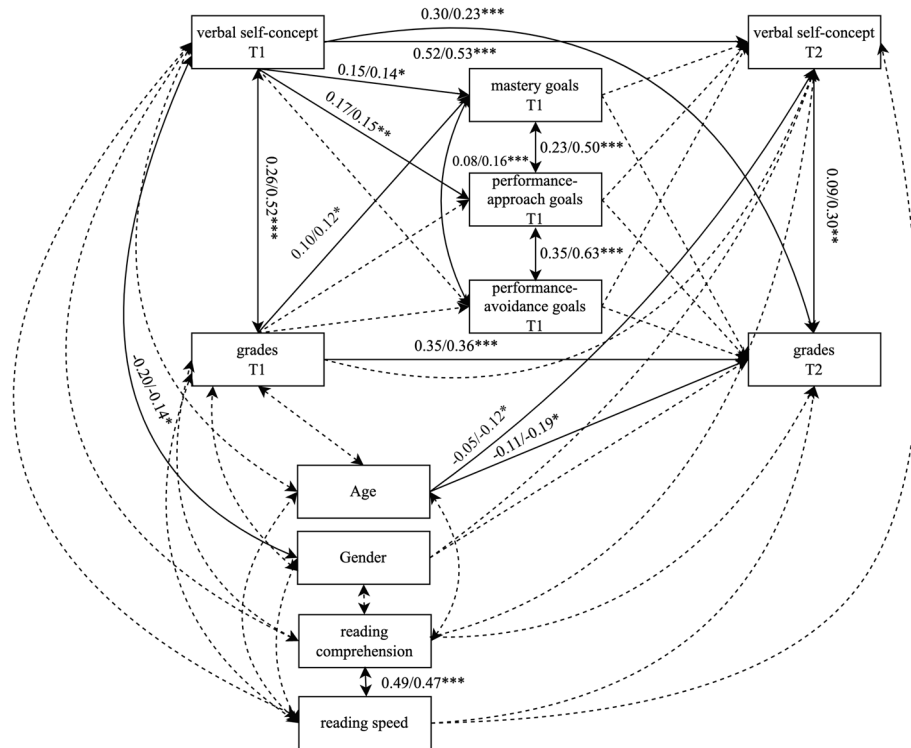 0.30/0.23***
verbal self-concept
T1
verbal self-concept
T2
0.52/0.53***
0.15/0.14*
mastery goals
T1
0.17/0.15**
0.23/0.50***
0.08/0.16***
performance-
approach goals
T1
0.26/0.52***
0.09/0.30**
0.10/0.12*
0.35/0.63***
performance-
avoidance goals
T1
grades
T1
0.35/0.36***
grades
T2
-0.20/-0.14*
-0.05/-0.12*
-0.11/-0.19*
Age
Gender
reading
comprehension
0.49/0.47***
reading speed